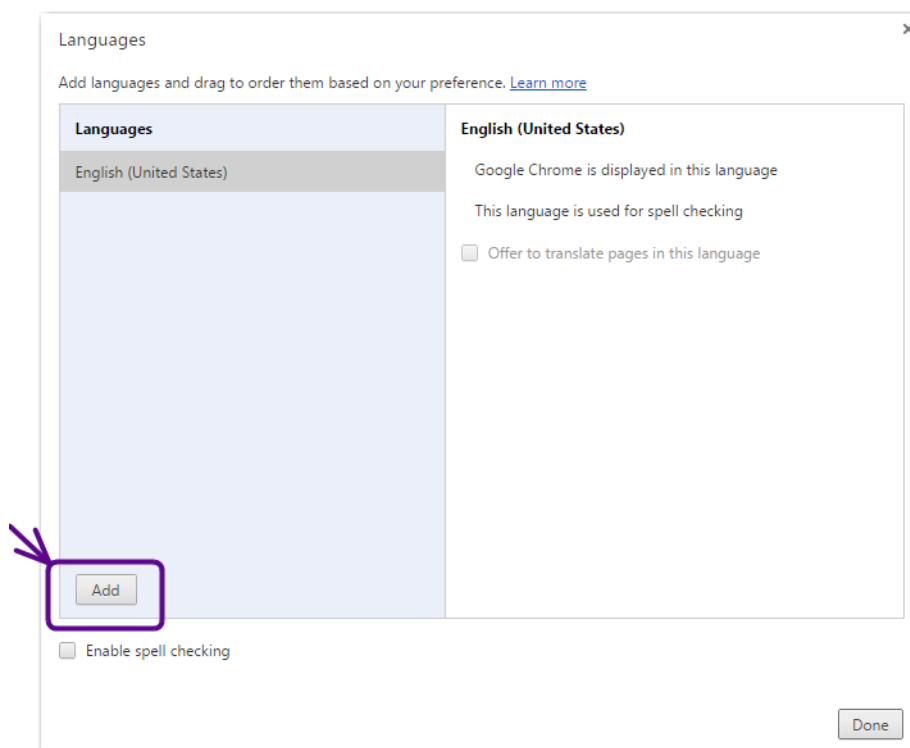 Languages
Add languages and drag to order them based on your preference. Learn more
Languages
English (United States)
Add
English (United States)
Google Chrome is displayed in this language
This language is used for spell checking
Offer to translate pages in this language
Enable spell checking
Done